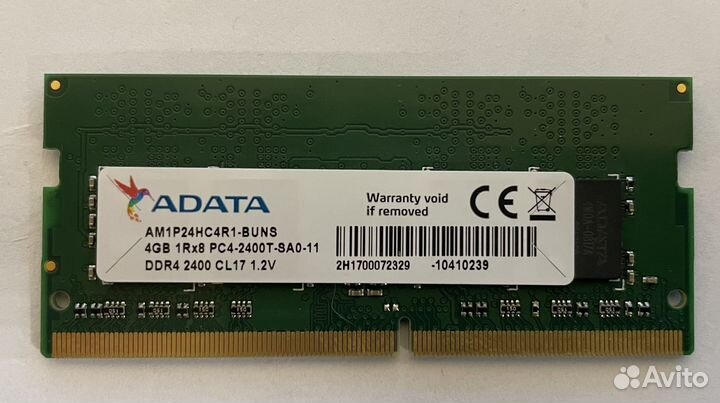 ADATA
AM1P24HC4R1-BUNS
4GB 1Rx8 PC4-2400T-SA0-11
DDR4 2400 CL17 1.2V
Warranty void
if removed
CE
2H1700072329 -10410239
ADATA
Avito